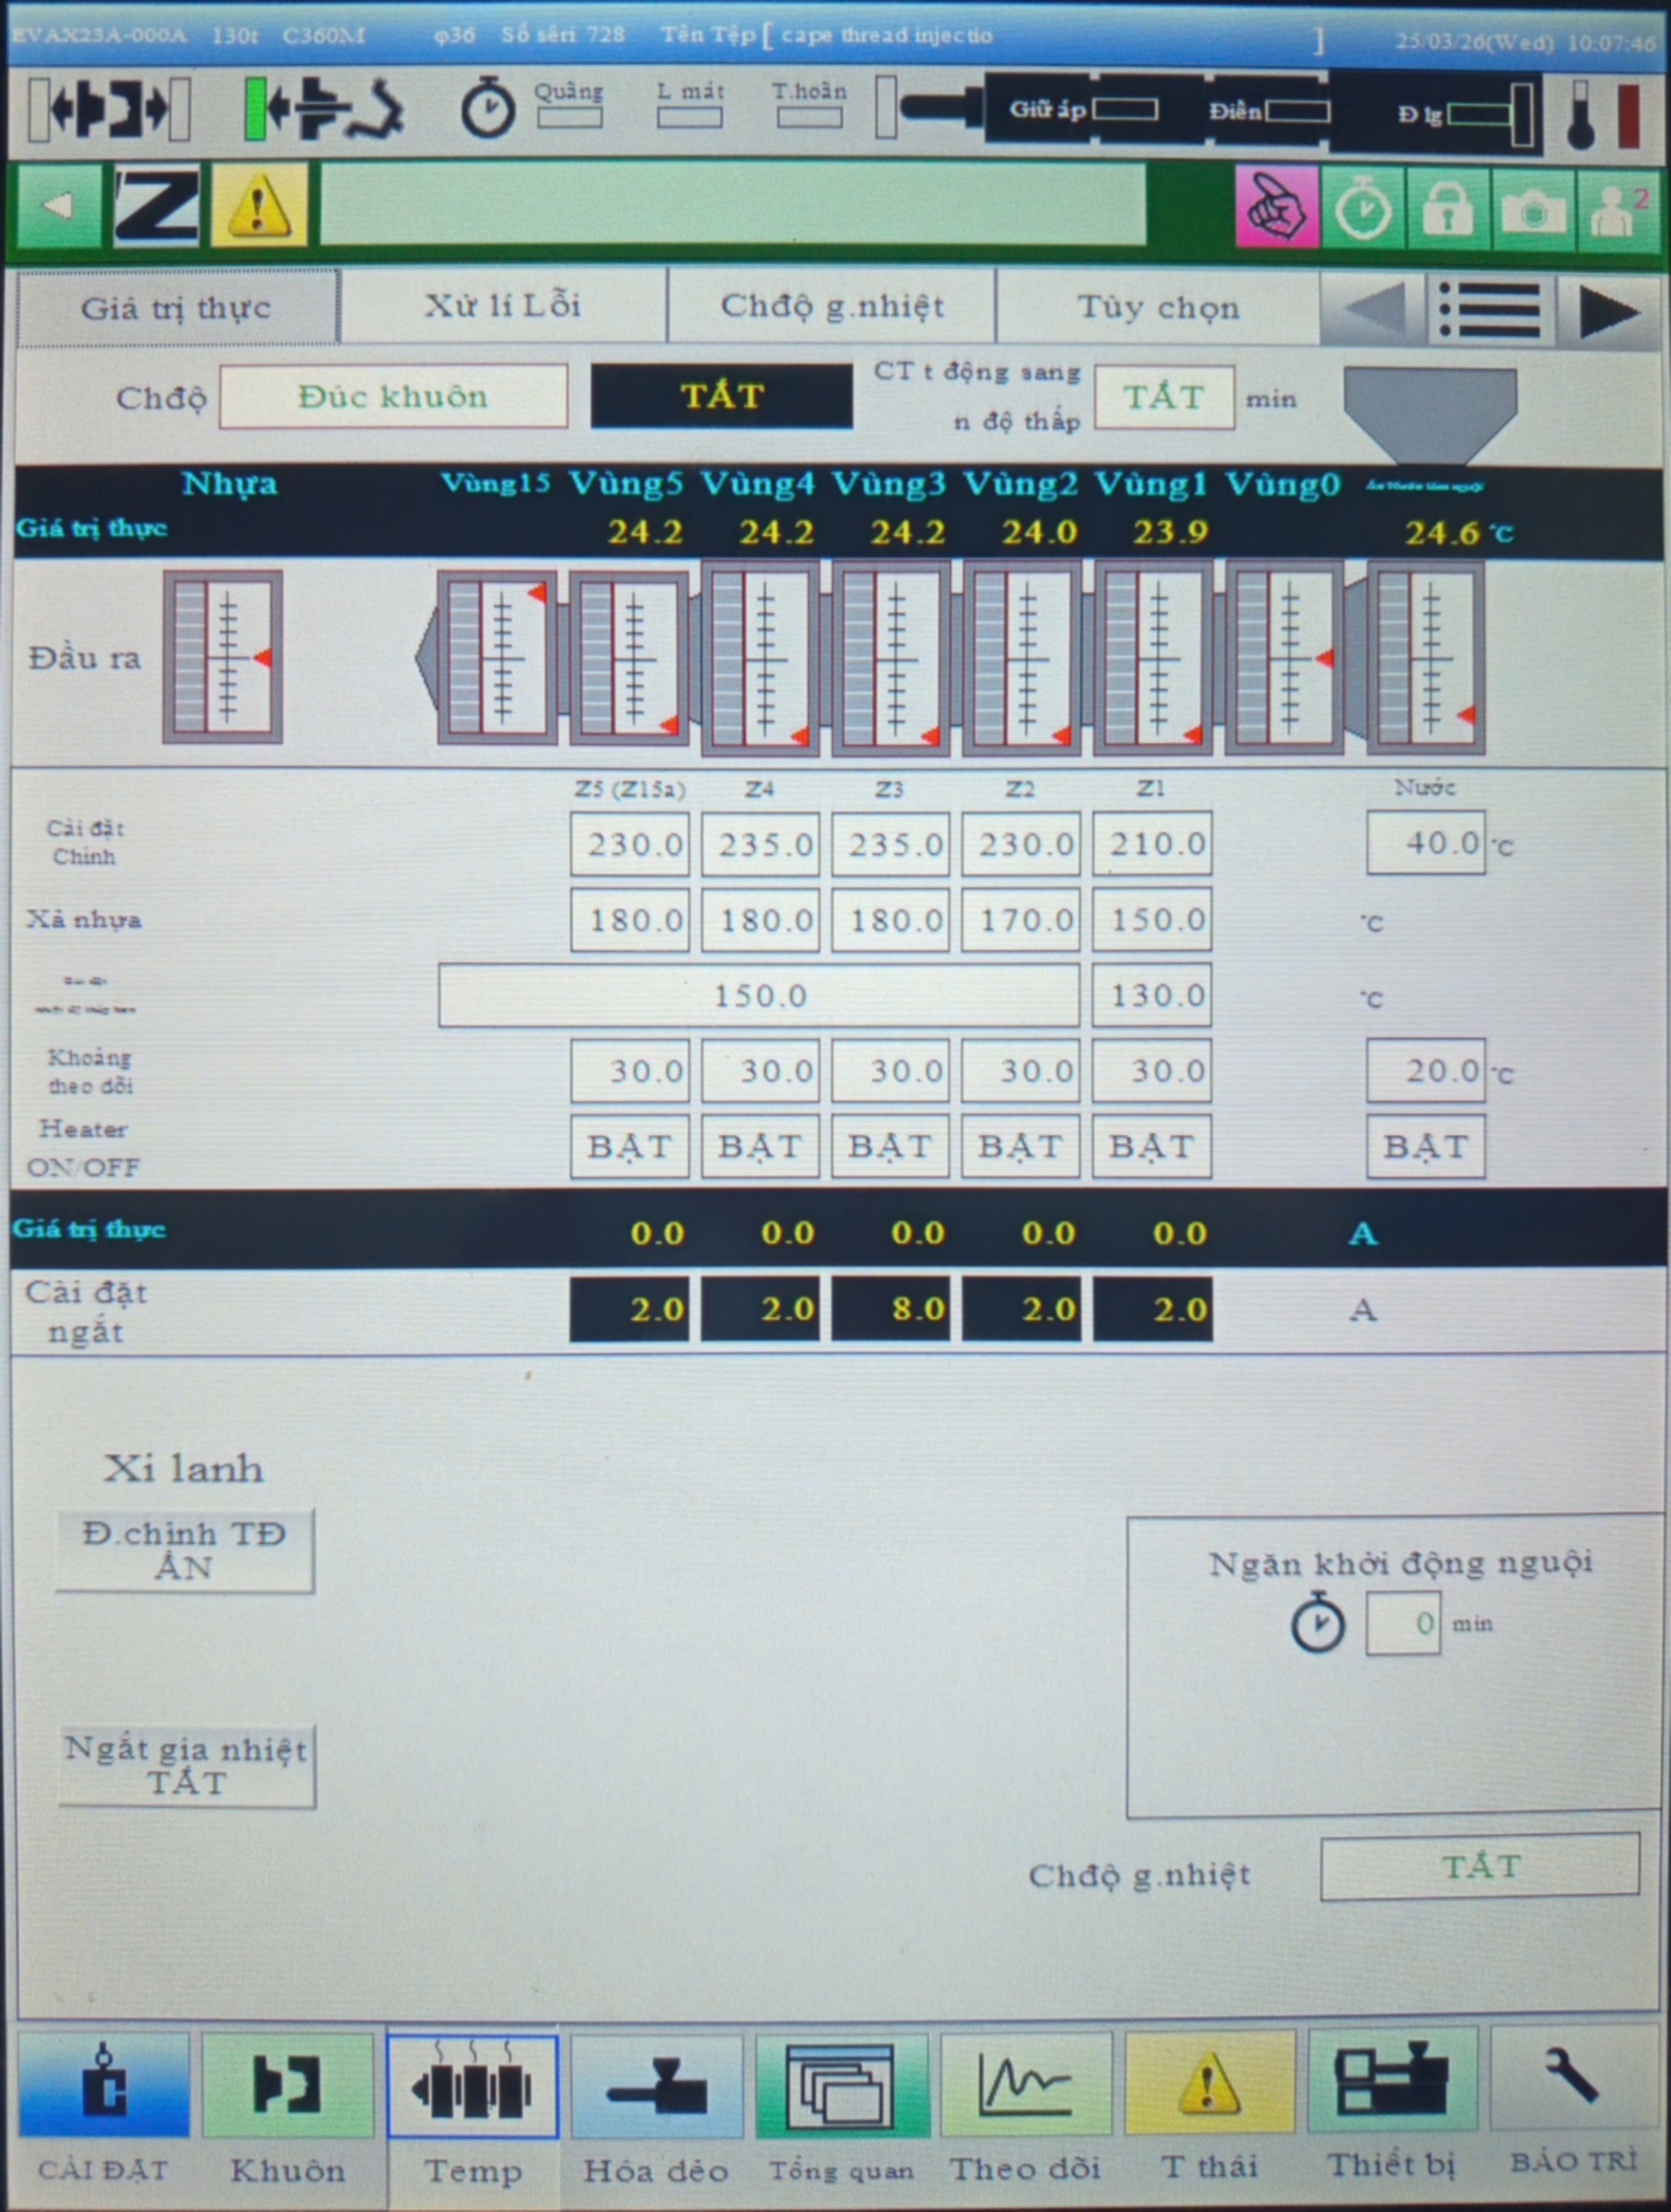 EVAX25A-000A 130t C360M φ36 Số sêri 728 Tên Tệp [ cape thread injectio ] 25/03/26(Wed) 10:07:46
Quãng L mát T.hoãn Giữ áp Điền Đ lg
2
Giá trị thực Xử lí Lỗi Chđộ g.nhiệt Tùy chọn
Chđộ Đúc khuôn TẮT CT t động sang n độ thấp TẮT min
Nhựa Vùng15 Vùng5 Vùng4 Vùng3 Vùng2 Vùng1 Vùng0
Giá trị thực 24.2 24.2 24.2 24.0 23.9 24.6 °C
Đầu ra
Z5 (Z15a) Z4 Z3 Z2 Z1 Nước
Cài đặt Chính 230.0 235.0 235.0 230.0 210.0 40.0 °C
Xả nhựa 180.0 180.0 180.0 170.0 150.0 °C
150.0 130.0 °C
Khoảng theo dõi 30.0 30.0 30.0 30.0 30.0 20.0 °C
Heater ON/OFF BẬT BẬT BẬT BẬT BẬT BẬT
Giá trị thực 0.0 0.0 0.0 0.0 0.0 A
Cài đặt ngắt 2.0 2.0 8.0 2.0 2.0 A
Xi lanh
Đ.chỉnh TĐ
ẤN
Ngăn khởi động nguội
0 min
Ngắt gia nhiệt
TẮT
Chđộ g.nhiệt TẮT
CÀI ĐẶT Khuôn Temp Hóa dẻo Tổng quan Theo dõi T thái Thiết bị BẢO TRÌ